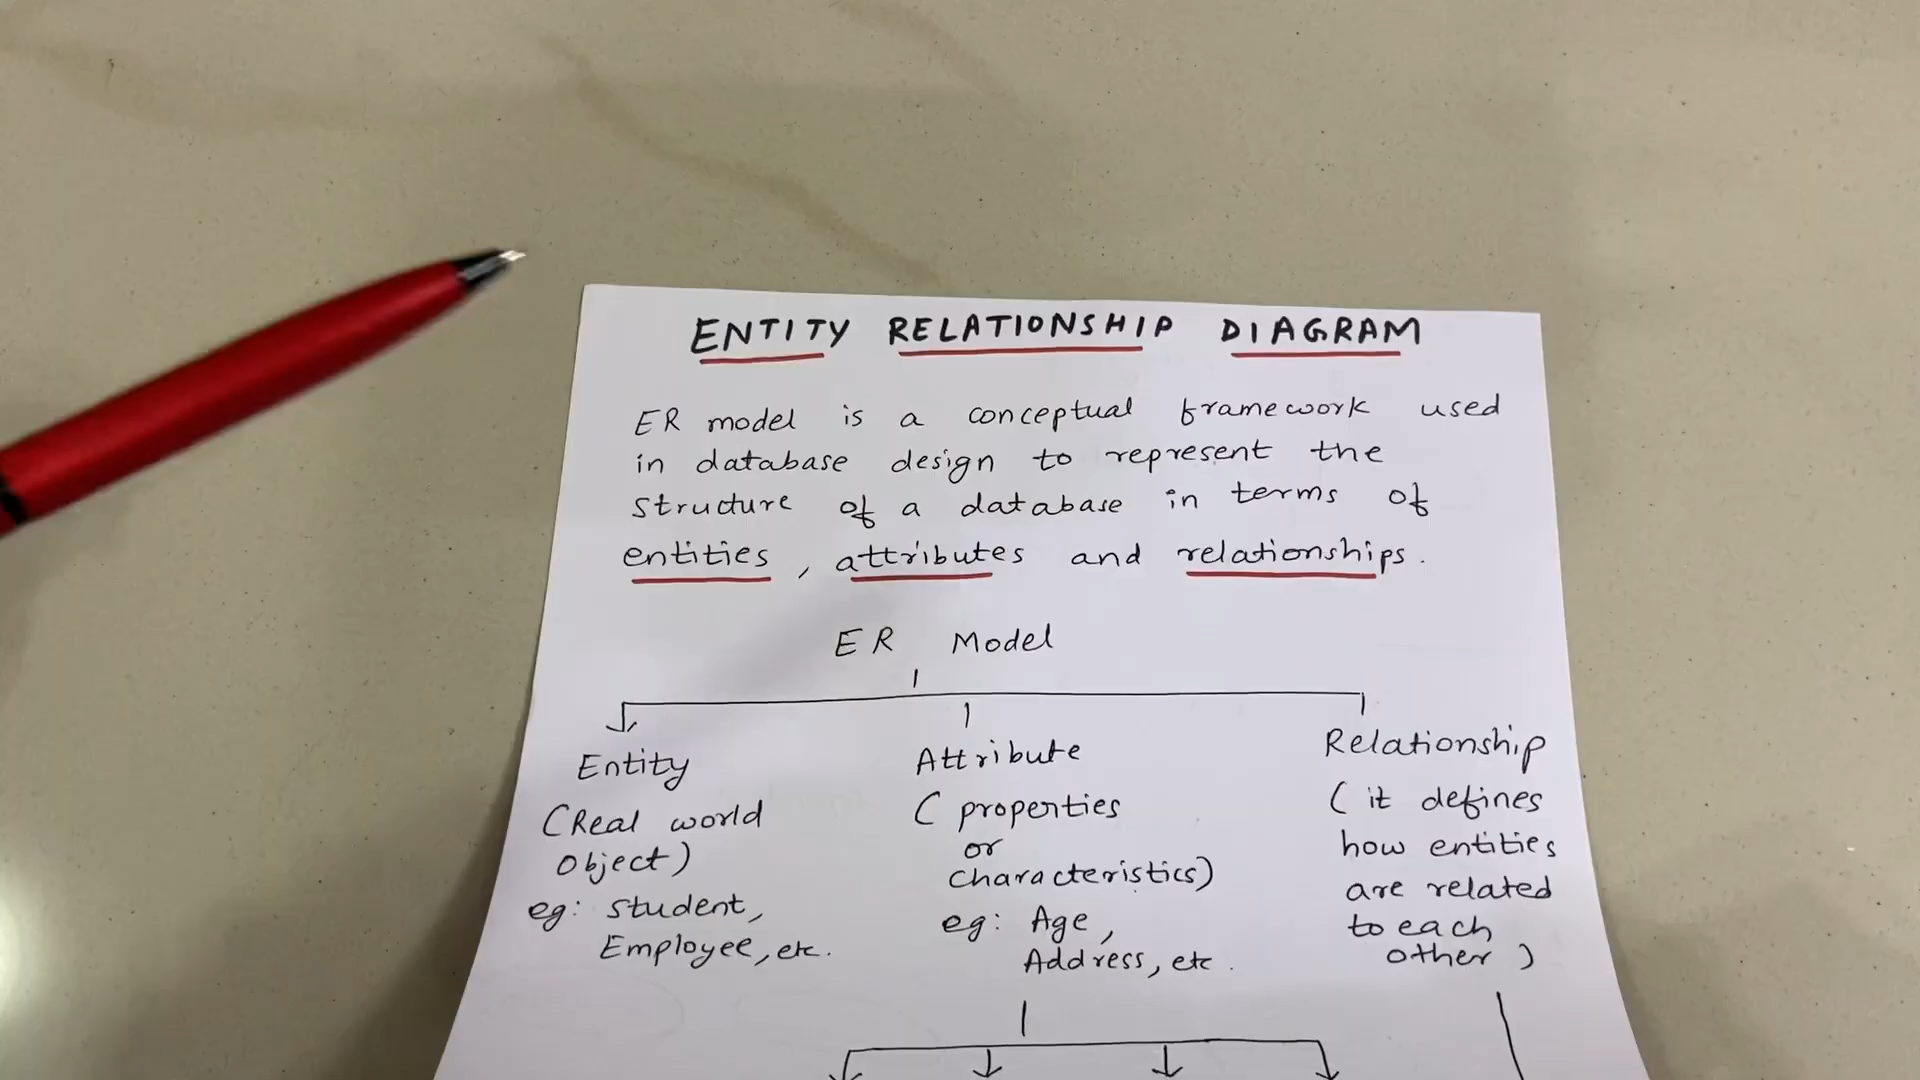 ENTITY RELATIONSHIP DIAGRAM
ER model is a conceptual framework used
in database design to represent the
structure of a database in terms of
entities, attributes and relationships.
ER Model
Entity
(Real world
object)
eg: student,
Employee, etc.
Attribute
( properties
or
characteristics)
eg: Age,
Address, etc.
Relationship
( it defines
how entities
are related
to each
other )